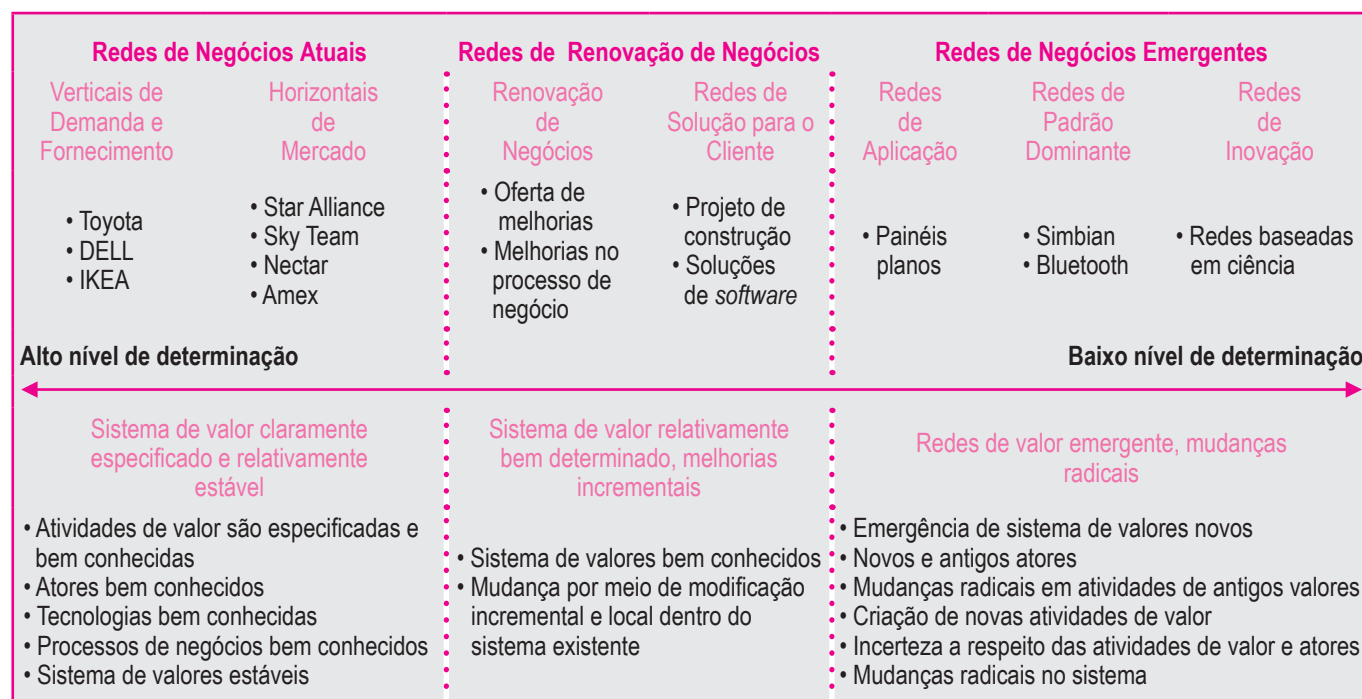 Redes de Negócios Atuais
Verticais de
Demanda e
Fornecimento
• Toyota
• DELL
• IKEA
Horizontais
de
Mercado
• Star Alliance
• Sky Team
• Nectar
• Amex
Redes de Renovação de Negócios
Renovação
de
Negócios
• Oferta de
melhorias
• Melhorias no
processo de
negócio
Redes de
Solução para o
Cliente
• Projeto de
construção
• Soluções
de software
Redes de Negócios Emergentes
Redes
de
Aplicação
• Painéis
planos
Redes de
Padrão
Dominante
• Simbian
• Bluetooth
Redes
de
Inovação
• Redes baseadas
em ciência
Alto nível de determinação
Baixo nível de determinação
Sistema de valor claramente
especificado e relativamente
estável
• Atividades de valor são especificadas e
bem conhecidas
• Atores bem conhecidos
• Tecnologias bem conhecidas
• Processos de negócios bem conhecidos
• Sistema de valores estáveis
Sistema de valor relativamente
bem determinado, melhorias
incrementais
• Sistema de valores bem conhecidos
• Mudança por meio de modificação
incremental e local dentro do
sistema existente
Redes de valor emergente, mudanças
radicais
• Emergência de sistema de valores novos
• Novos e antigos atores
• Mudanças radicais em atividades de antigos valores
• Criação de novas atividades de valor
• Incerteza a respeito das atividades de valor e atores
• Mudanças radicais no sistema